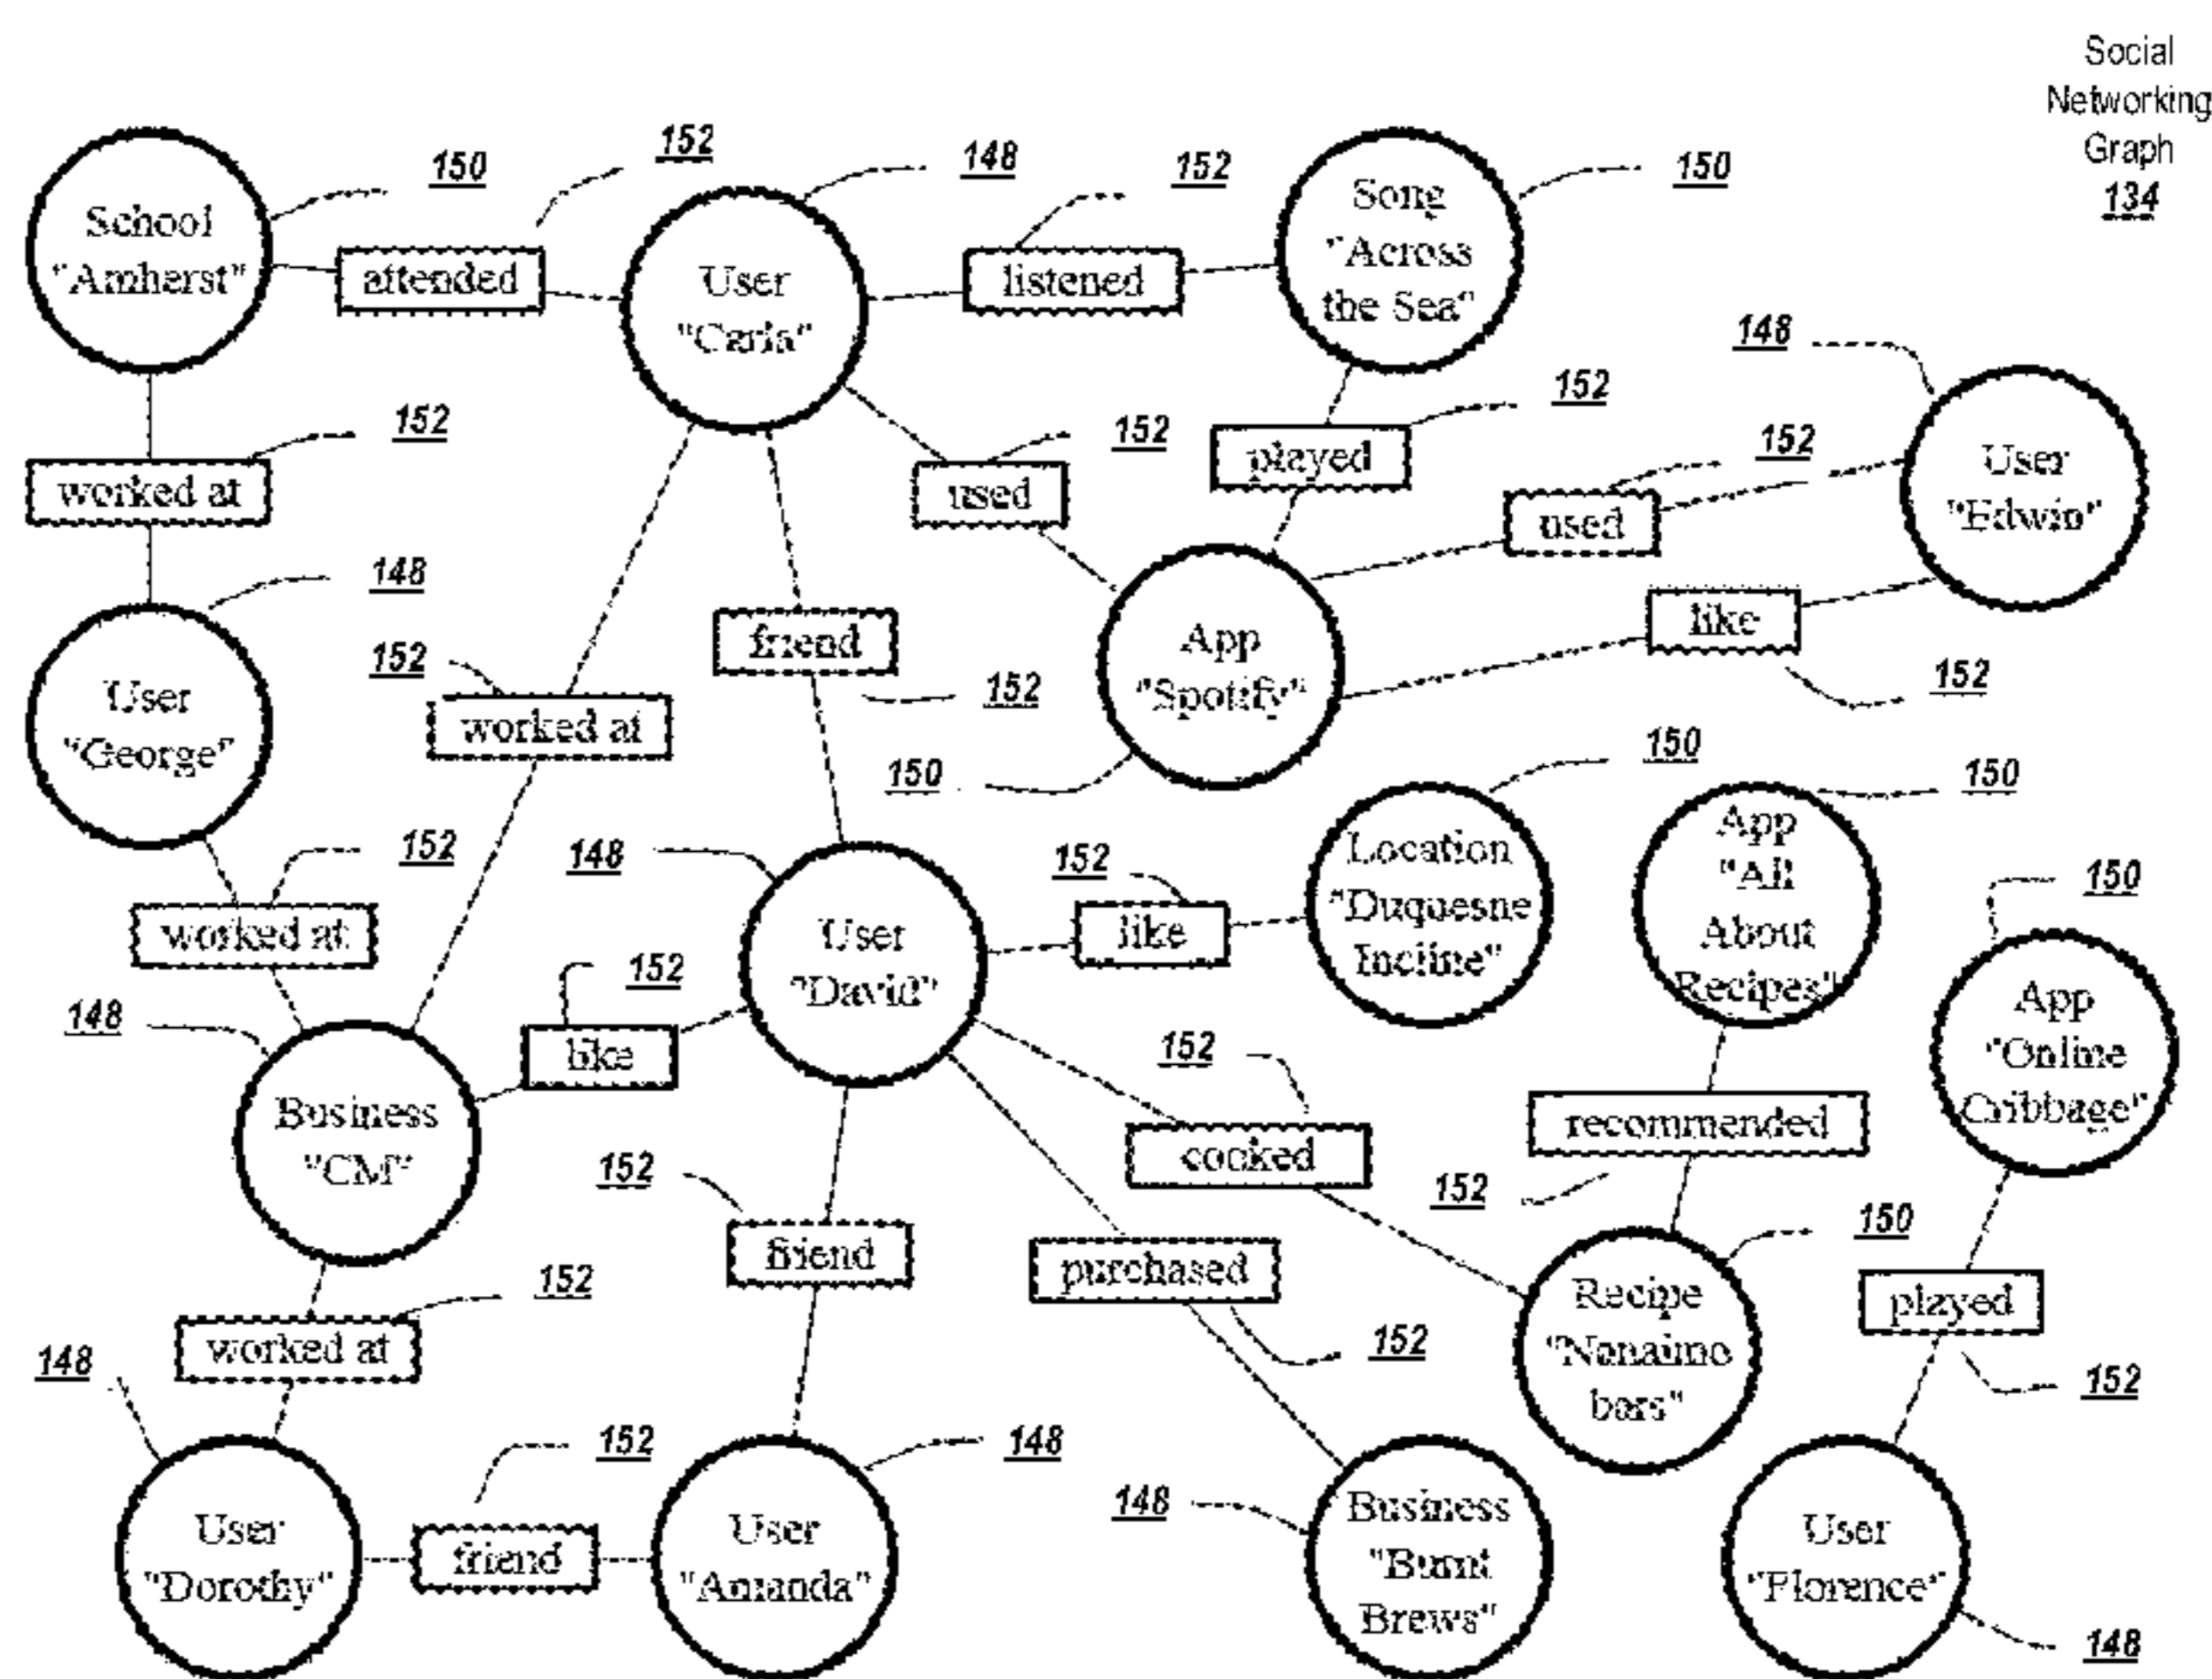 Social
Networking
Graph
134
152
150
148
152
150
School
"Amherst"
attended
User
"Carla"
listened
Song
"Across
the Sea"
148
152
152
152
152
worked at
used
played
used
User
"Edwin"
148
152
friend
like
User
"George"
152
worked at
App
"Spotify"
152
150
150
150
152
148
152
150
Location
"Duquesne
Incline"
App
"All
About
Recipes"
worked at
User
"David"
like
App
"Online
Cribbage"
148
152
like
152
Business
"CM"
cooked
recommended
152
152
150
friend
purchased
Recipe
"Nanaimo
bars"
played
152
worked at
152
152
148
152
148
148
User
"Dorothy"
friend
User
"Amanda"
Business
"Burnt
Brews"
User
"Florence"
148